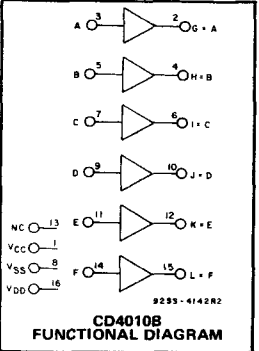 A 3 2 G = A
B 5 4 H = B
C 7 6 I = C
D 9 10 J = D
E 11 12 K = E
F 14 15 L = F
NC 13
VCC 1
VSS 8
VDD 16
92SS-4142R2
CD4010B
FUNCTIONAL DIAGRAM